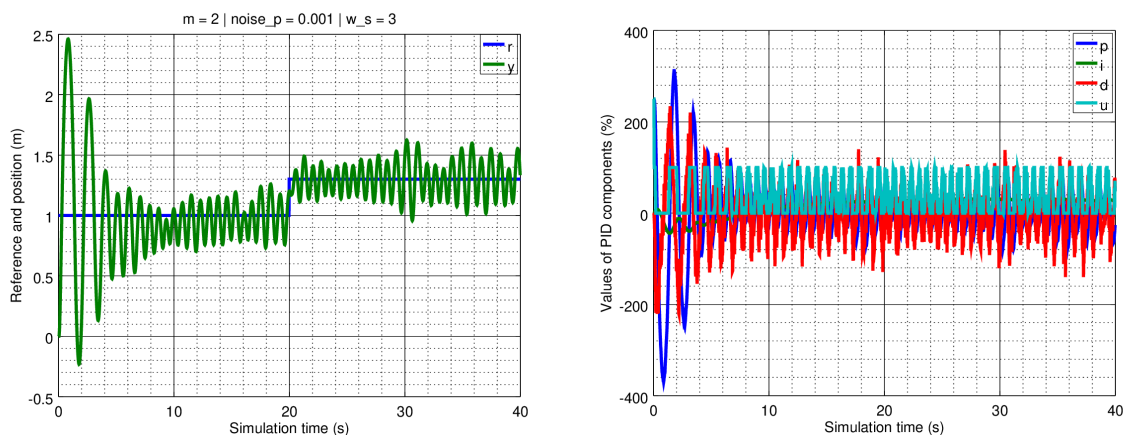 m = 2 | noise_p = 0.001 | w_s = 3
Reference and position (m)
2.5
2
1.5
1
0.5
0
-0.5
0
10
20
30
40
Simulation time (s)
r
y
Values of PID components (%)
400
200
0
-200
-400
0
10
20
30
40
Simulation time (s)
p
i
d
u